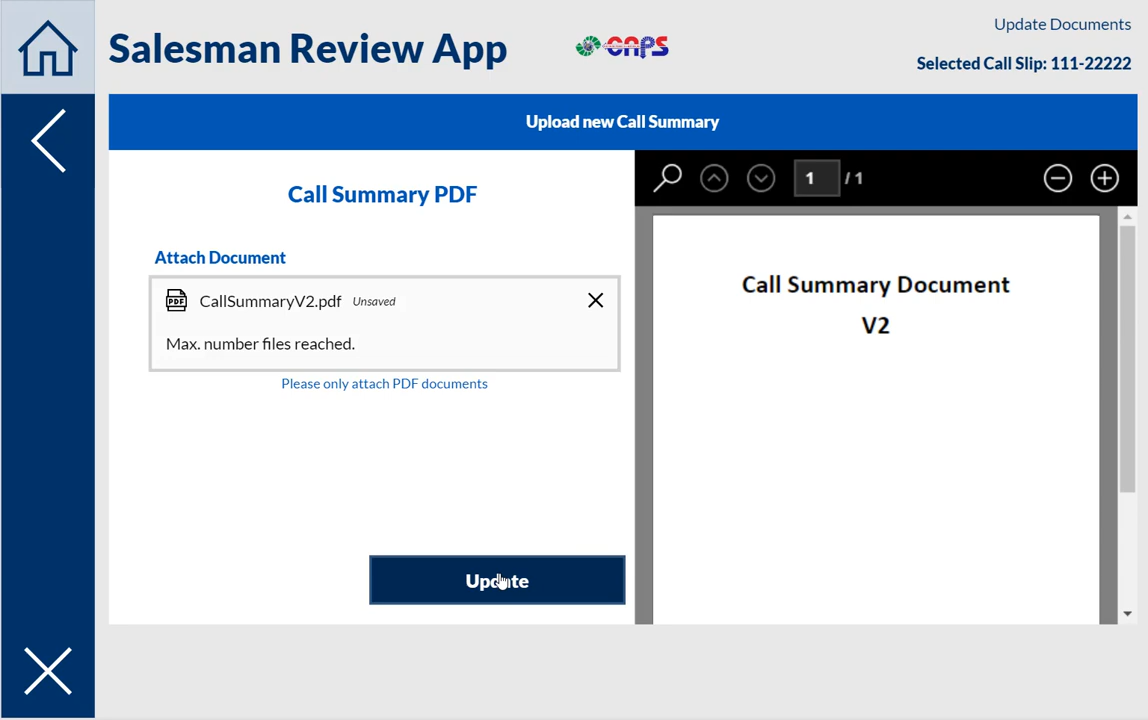 Update Documents
Salesman Review App
CAPS
Selected Call Slip: 111-22222
Upload new Call Summary
Call Summary PDF
1 / 1
Attach Document
PDF CallSummaryV2.pdf Unsaved
Max. number files reached.
Please only attach PDF documents
Update
Call Summary Document
V2